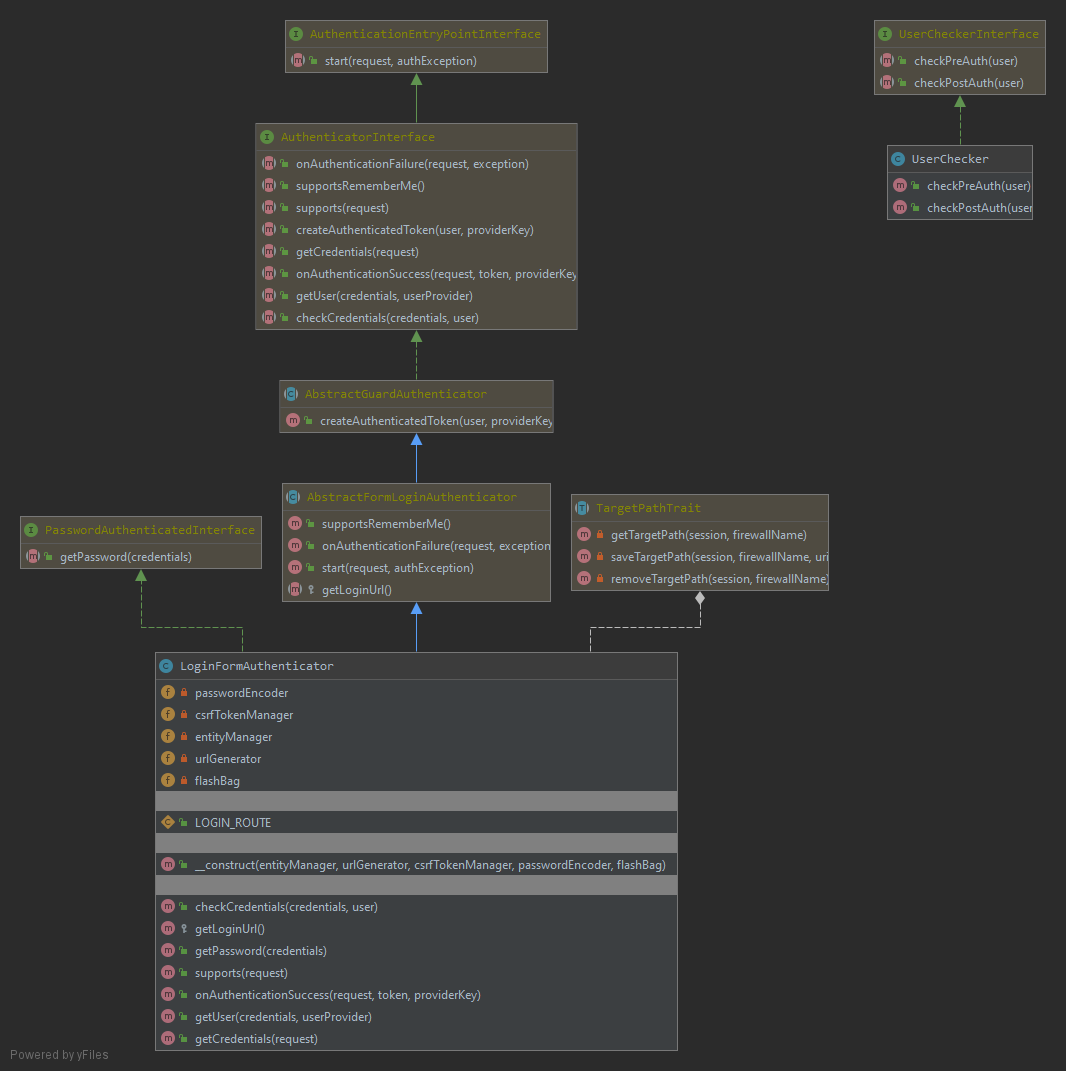 AuthenticationEntryPointInterface
start(request, authException)
UserCheckerInterface
checkPreAuth(user)
checkPostAuth(user)
AuthenticatorInterface
onAuthenticationFailure(request, exception)
supportsRememberMe()
supports(request)
createAuthenticatedToken(user, providerKey)
getCredentials(request)
onAuthenticationSuccess(request, token, providerKey
getUser(credentials, userProvider)
checkCredentials(credentials, user)
UserChecker
checkPreAuth(user)
checkPostAuth(user
AbstractGuardAuthenticator
createAuthenticatedToken(user, providerKey
AbstractFormLoginAuthenticator
supportsRememberMe()
onAuthenticationFailure(request, exception
start(request, authException)
getLoginUrl()
PasswordAuthenticatedInterface
getPassword(credentials)
TargetPathTrait
getTargetPath(session, firewallName)
saveTargetPath(session, firewallName, uri
removeTargetPath(session, firewallName)
LoginFormAuthenticator
passwordEncoder
csrfTokenManager
entityManager
urlGenerator
flashBag
LOGIN_ROUTE
__construct(entityManager, urlGenerator, csrfTokenManager, passwordEncoder, flashBag)
checkCredentials(credentials, user)
getLoginUrl()
getPassword(credentials)
supports(request)
onAuthenticationSuccess(request, token, providerKey)
getUser(credentials, userProvider)
getCredentials(request)
Powered by yFiles